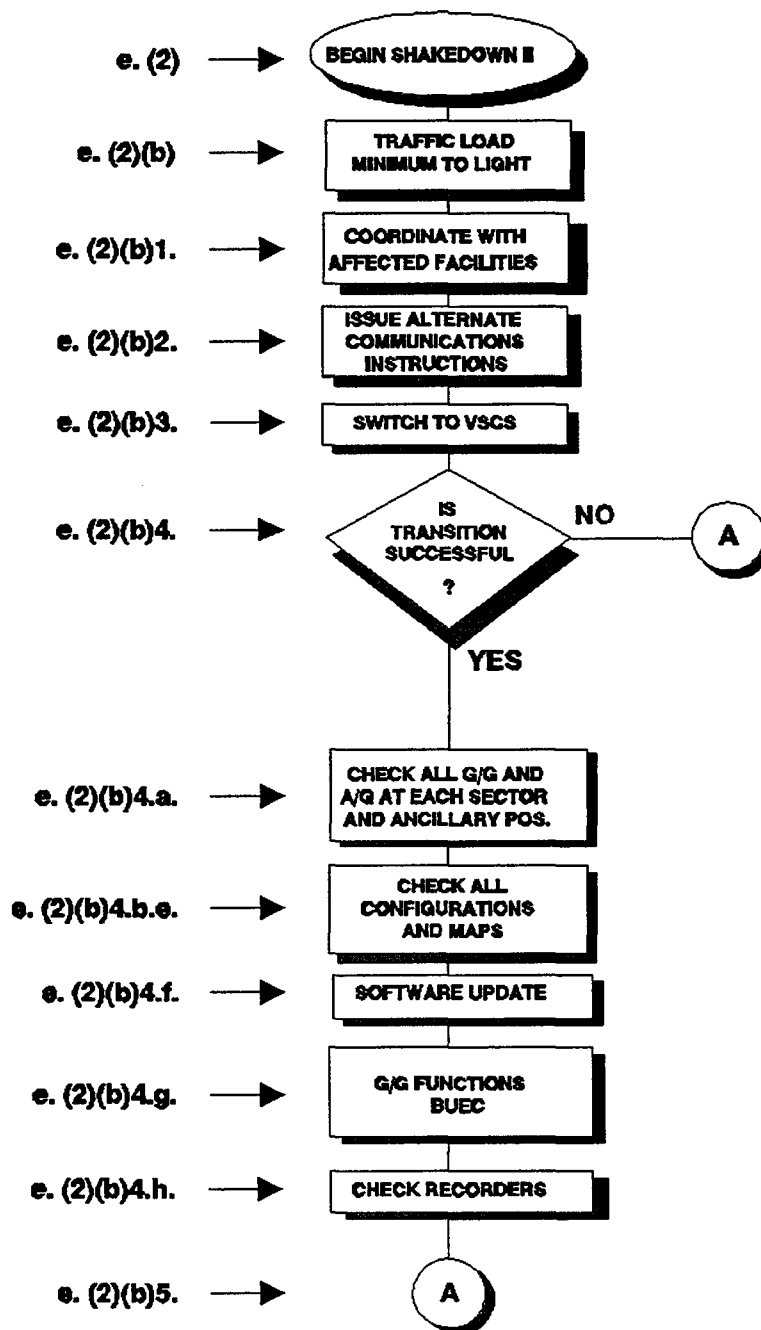 e. (2)
BEGIN SHAKEDOWN II
e. (2)(b)
TRAFFIC LOAD
MINIMUM TO LIGHT
e. (2)(b)1.
COORDINATE WITH
AFFECTED FACILITIES
e. (2)(b)2.
ISSUE ALTERNATE
COMMUNICATIONS
INSTRUCTIONS
e. (2)(b)3.
SWITCH TO VSCS
e. (2)(b)4.
IS
TRANSITION
SUCCESSFUL
?
NO
A
YES
e. (2)(b)4.a.
CHECK ALL G/G AND
A/G AT EACH SECTOR
AND ANCILLARY POS.
e. (2)(b)4.b.e.
CHECK ALL
CONFIGURATIONS
AND MAPS
e. (2)(b)4.f.
SOFTWARE UPDATE
e. (2)(b)4.g.
G/G FUNCTIONS
BUEC
e. (2)(b)4.h.
CHECK RECORDERS
e. (2)(b)5.
A